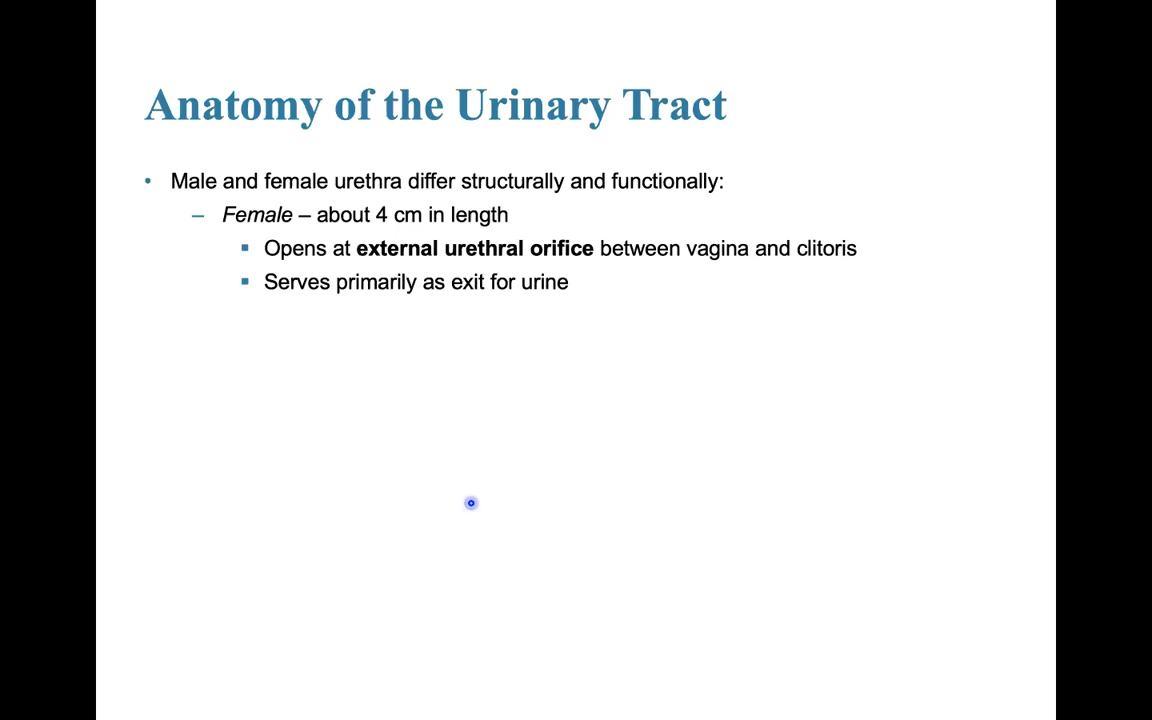 Anatomy of the Urinary Tract
• Male and female urethra differ structurally and functionally:
– Female – about 4 cm in length
▪ Opens at external urethral orifice between vagina and clitoris
▪ Serves primarily as exit for urine